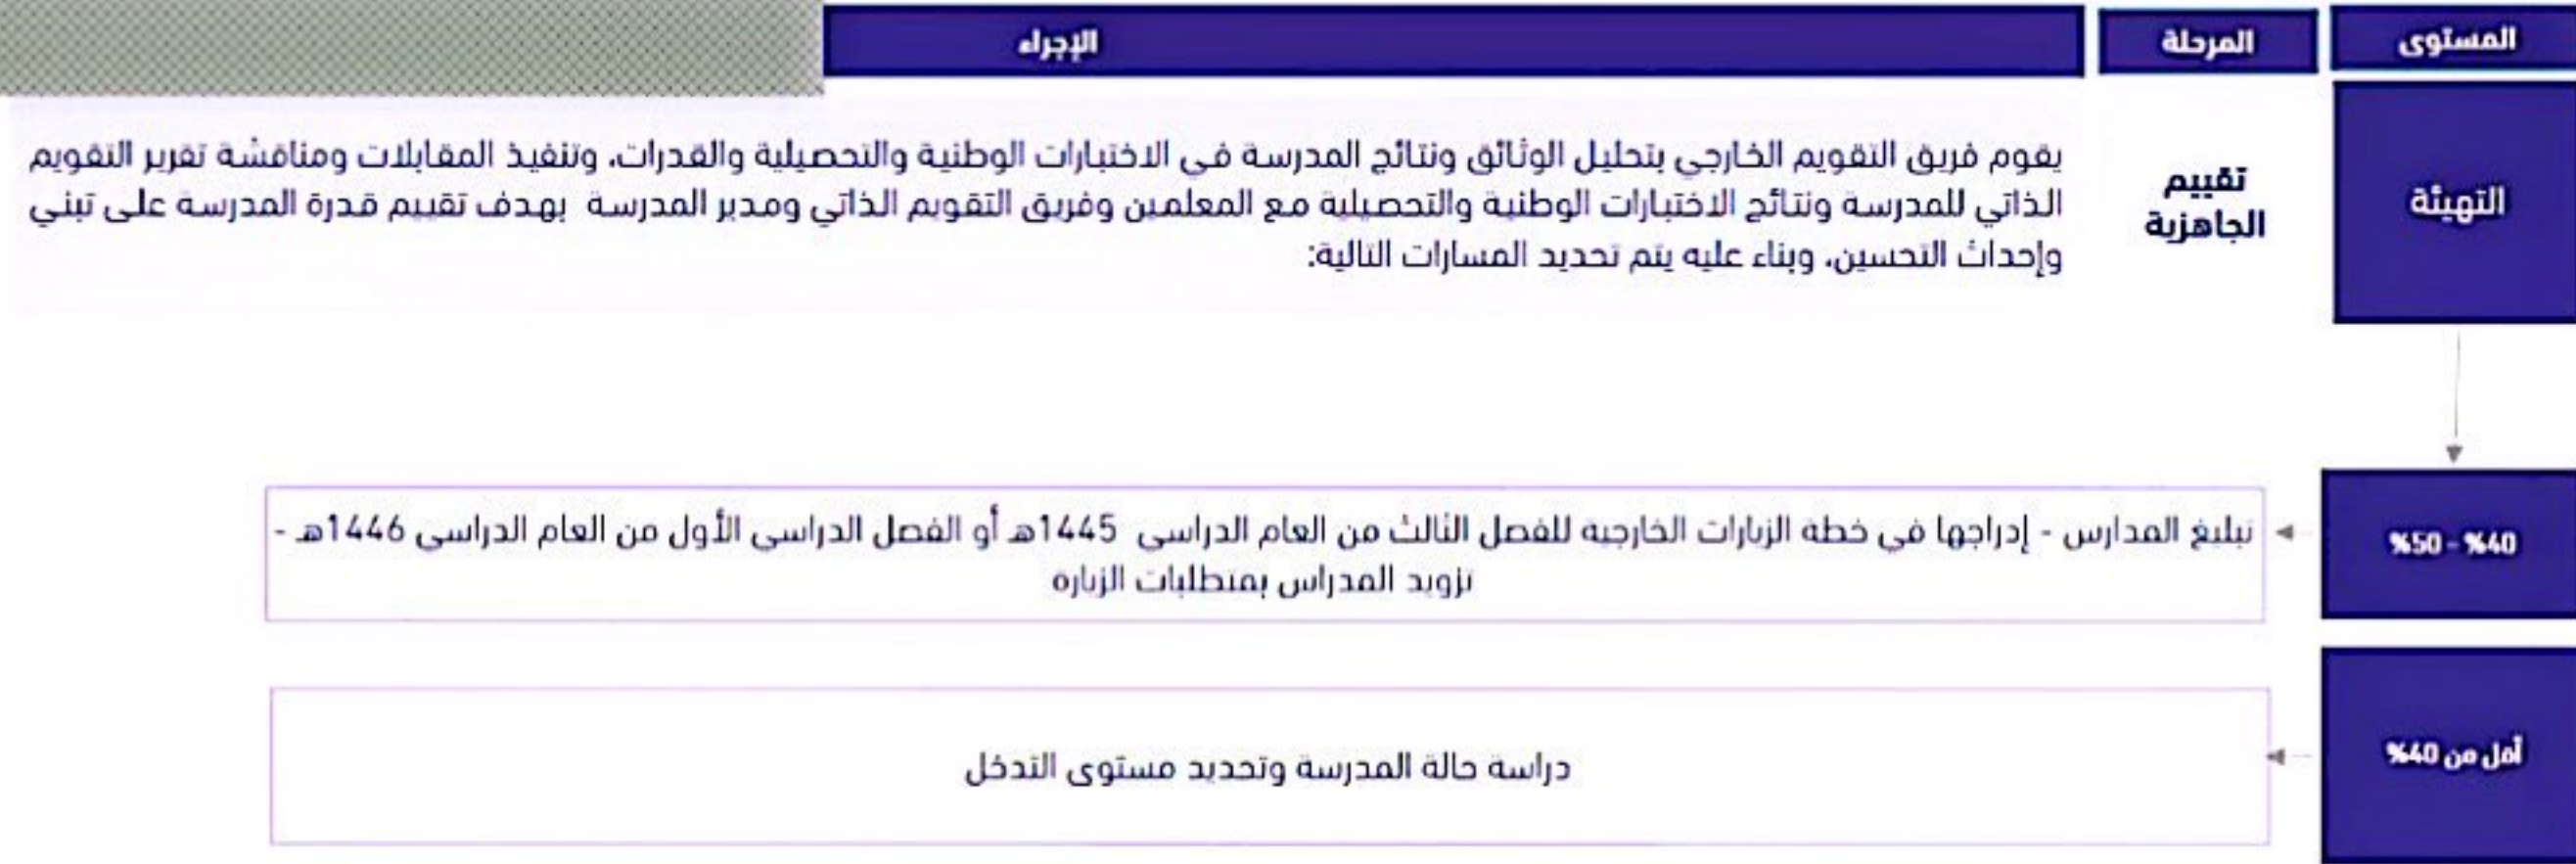 المستوى
المرحلة
الإجراء
التهيئة
تقييم
الجاهزية
يقوم فريق التقويم الخارجي بتحليل الوثائق ونتائج المدرسة في الاختبارات الوطنية والتحصيلية والقدرات، وتنفيذ المقابلات ومناقشة تقرير التقويم
الذاتي للمدرسة ونتائج الاختبارات الوطنية والتحصيلية مع المعلمين وفريق التقويم الذاتي ومدير المدرسة بهدف تقييم قدرة المدرسة على تبني
وإحداث التحسين، وبناء عليه يتم تحديد المسارات التالية:
40% - 50%
تبليغ المدارس - إدراجها في خطة الزيارات الخارجية للفصل الثالث من العام الدراسي 1445هـ أو الفصل الدراسي الأول من العام الدراسي 1446هـ -
تزويد المدراس بمتطلبات الزيارة
أقل من 40%
دراسة حالة المدرسة وتحديد مستوى التدخل